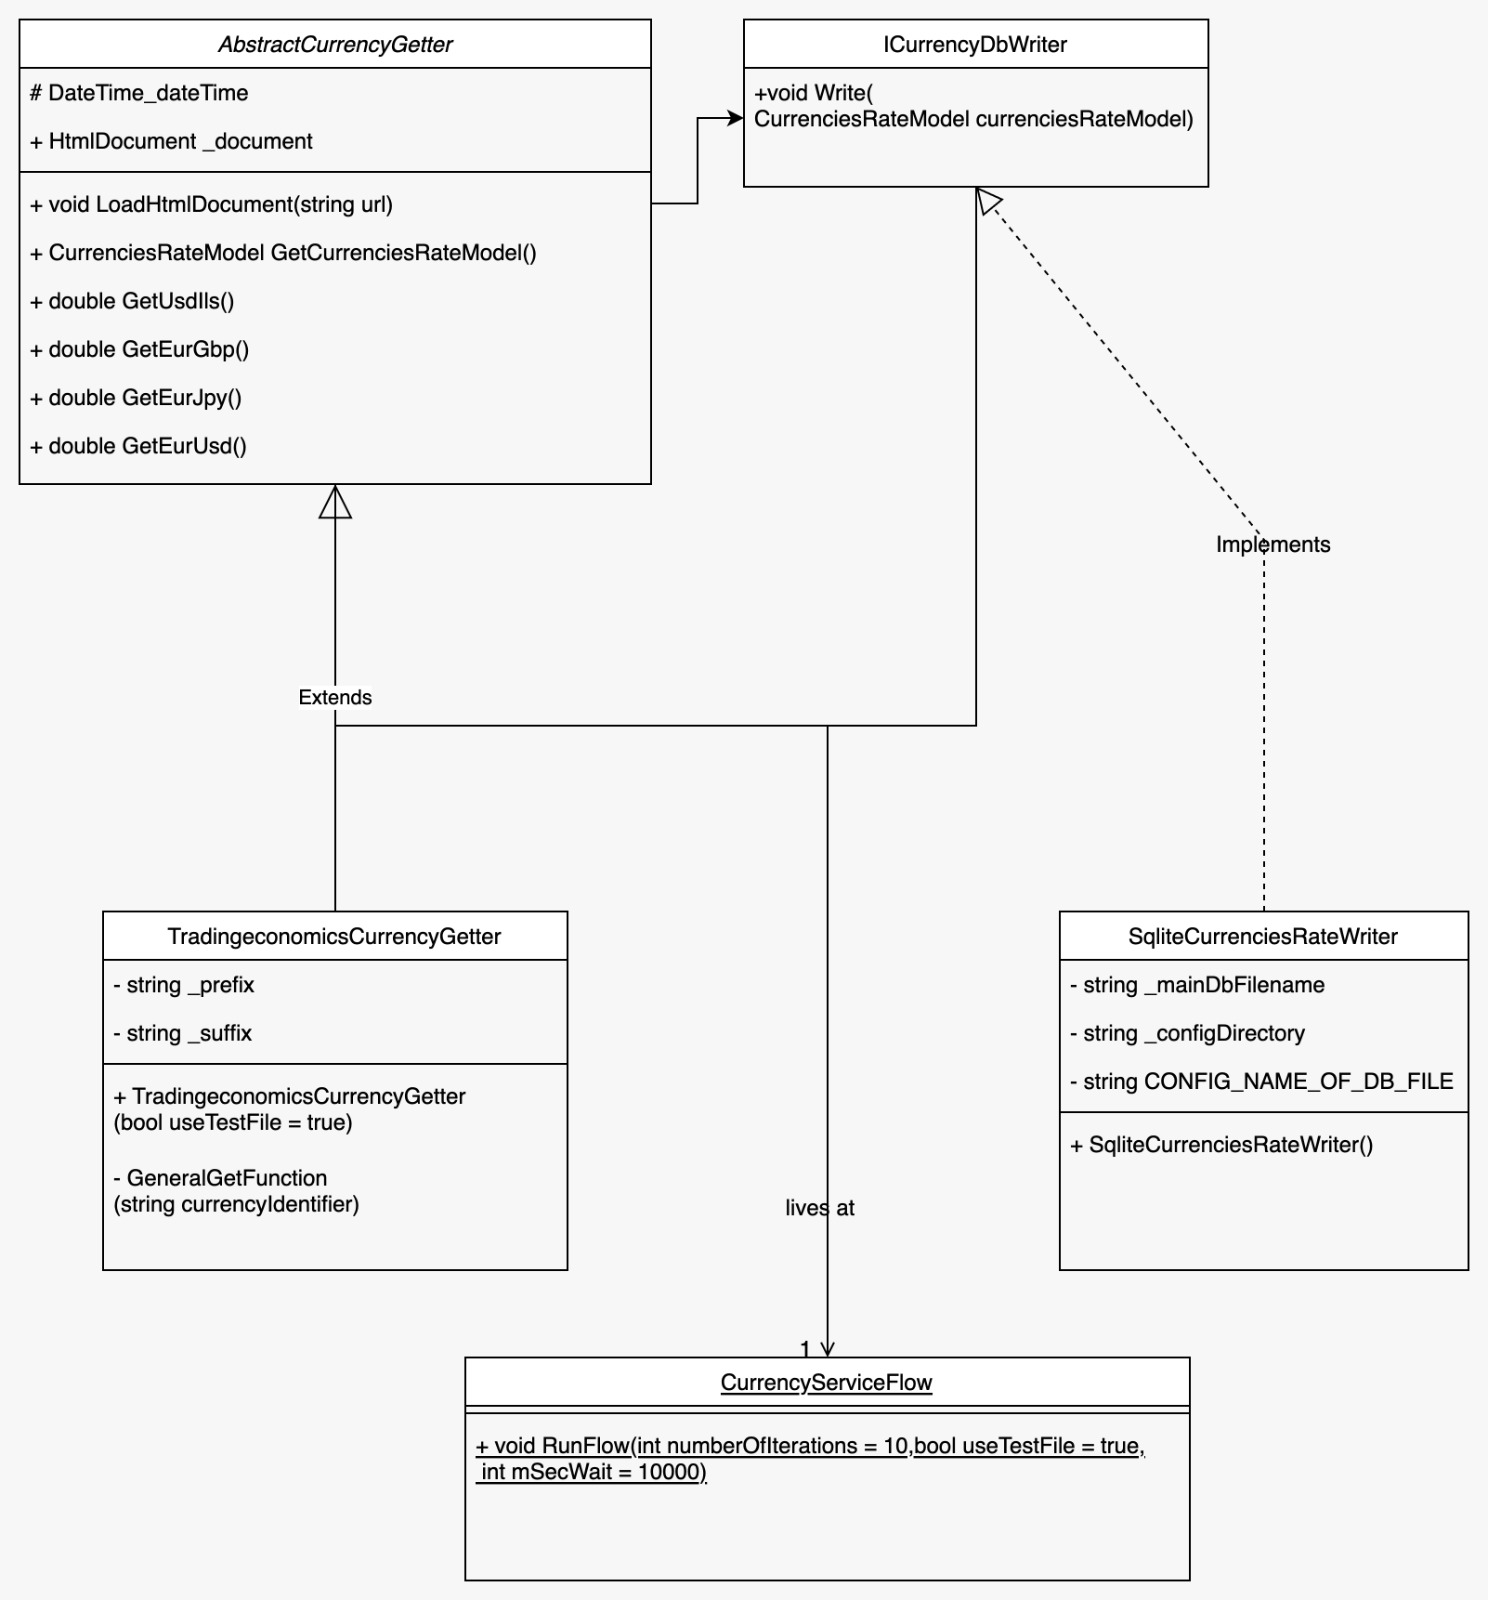 AbstractCurrencyGetter
# DateTime_dateTime
+ HtmlDocument _document
+ void LoadHtmlDocument(string url)
+ CurrenciesRateModel GetCurrenciesRateModel()
+ double GetUsdIls()
+ double GetEurGbp()
+ double GetEurJpy()
+ double GetEurUsd()
ICurrencyDbWriter
+void Write(
CurrenciesRateModel currenciesRateModel)
Implements
Extends
TradingeconomicsCurrencyGetter
- string _prefix
- string _suffix
+ TradingeconomicsCurrencyGetter
(bool useTestFile = true)
- GeneralGetFunction
(string currencyIdentifier)
SqliteCurrenciesRateWriter
- string _mainDbFilename
- string _configDirectory
- string CONFIG_NAME_OF_DB_FILE
+ SqliteCurrenciesRateWriter()
lives at
1
CurrencyServiceFlow
+ void RunFlow(int numberOfIterations = 10,bool useTestFile = true,
int mSecWait = 10000)